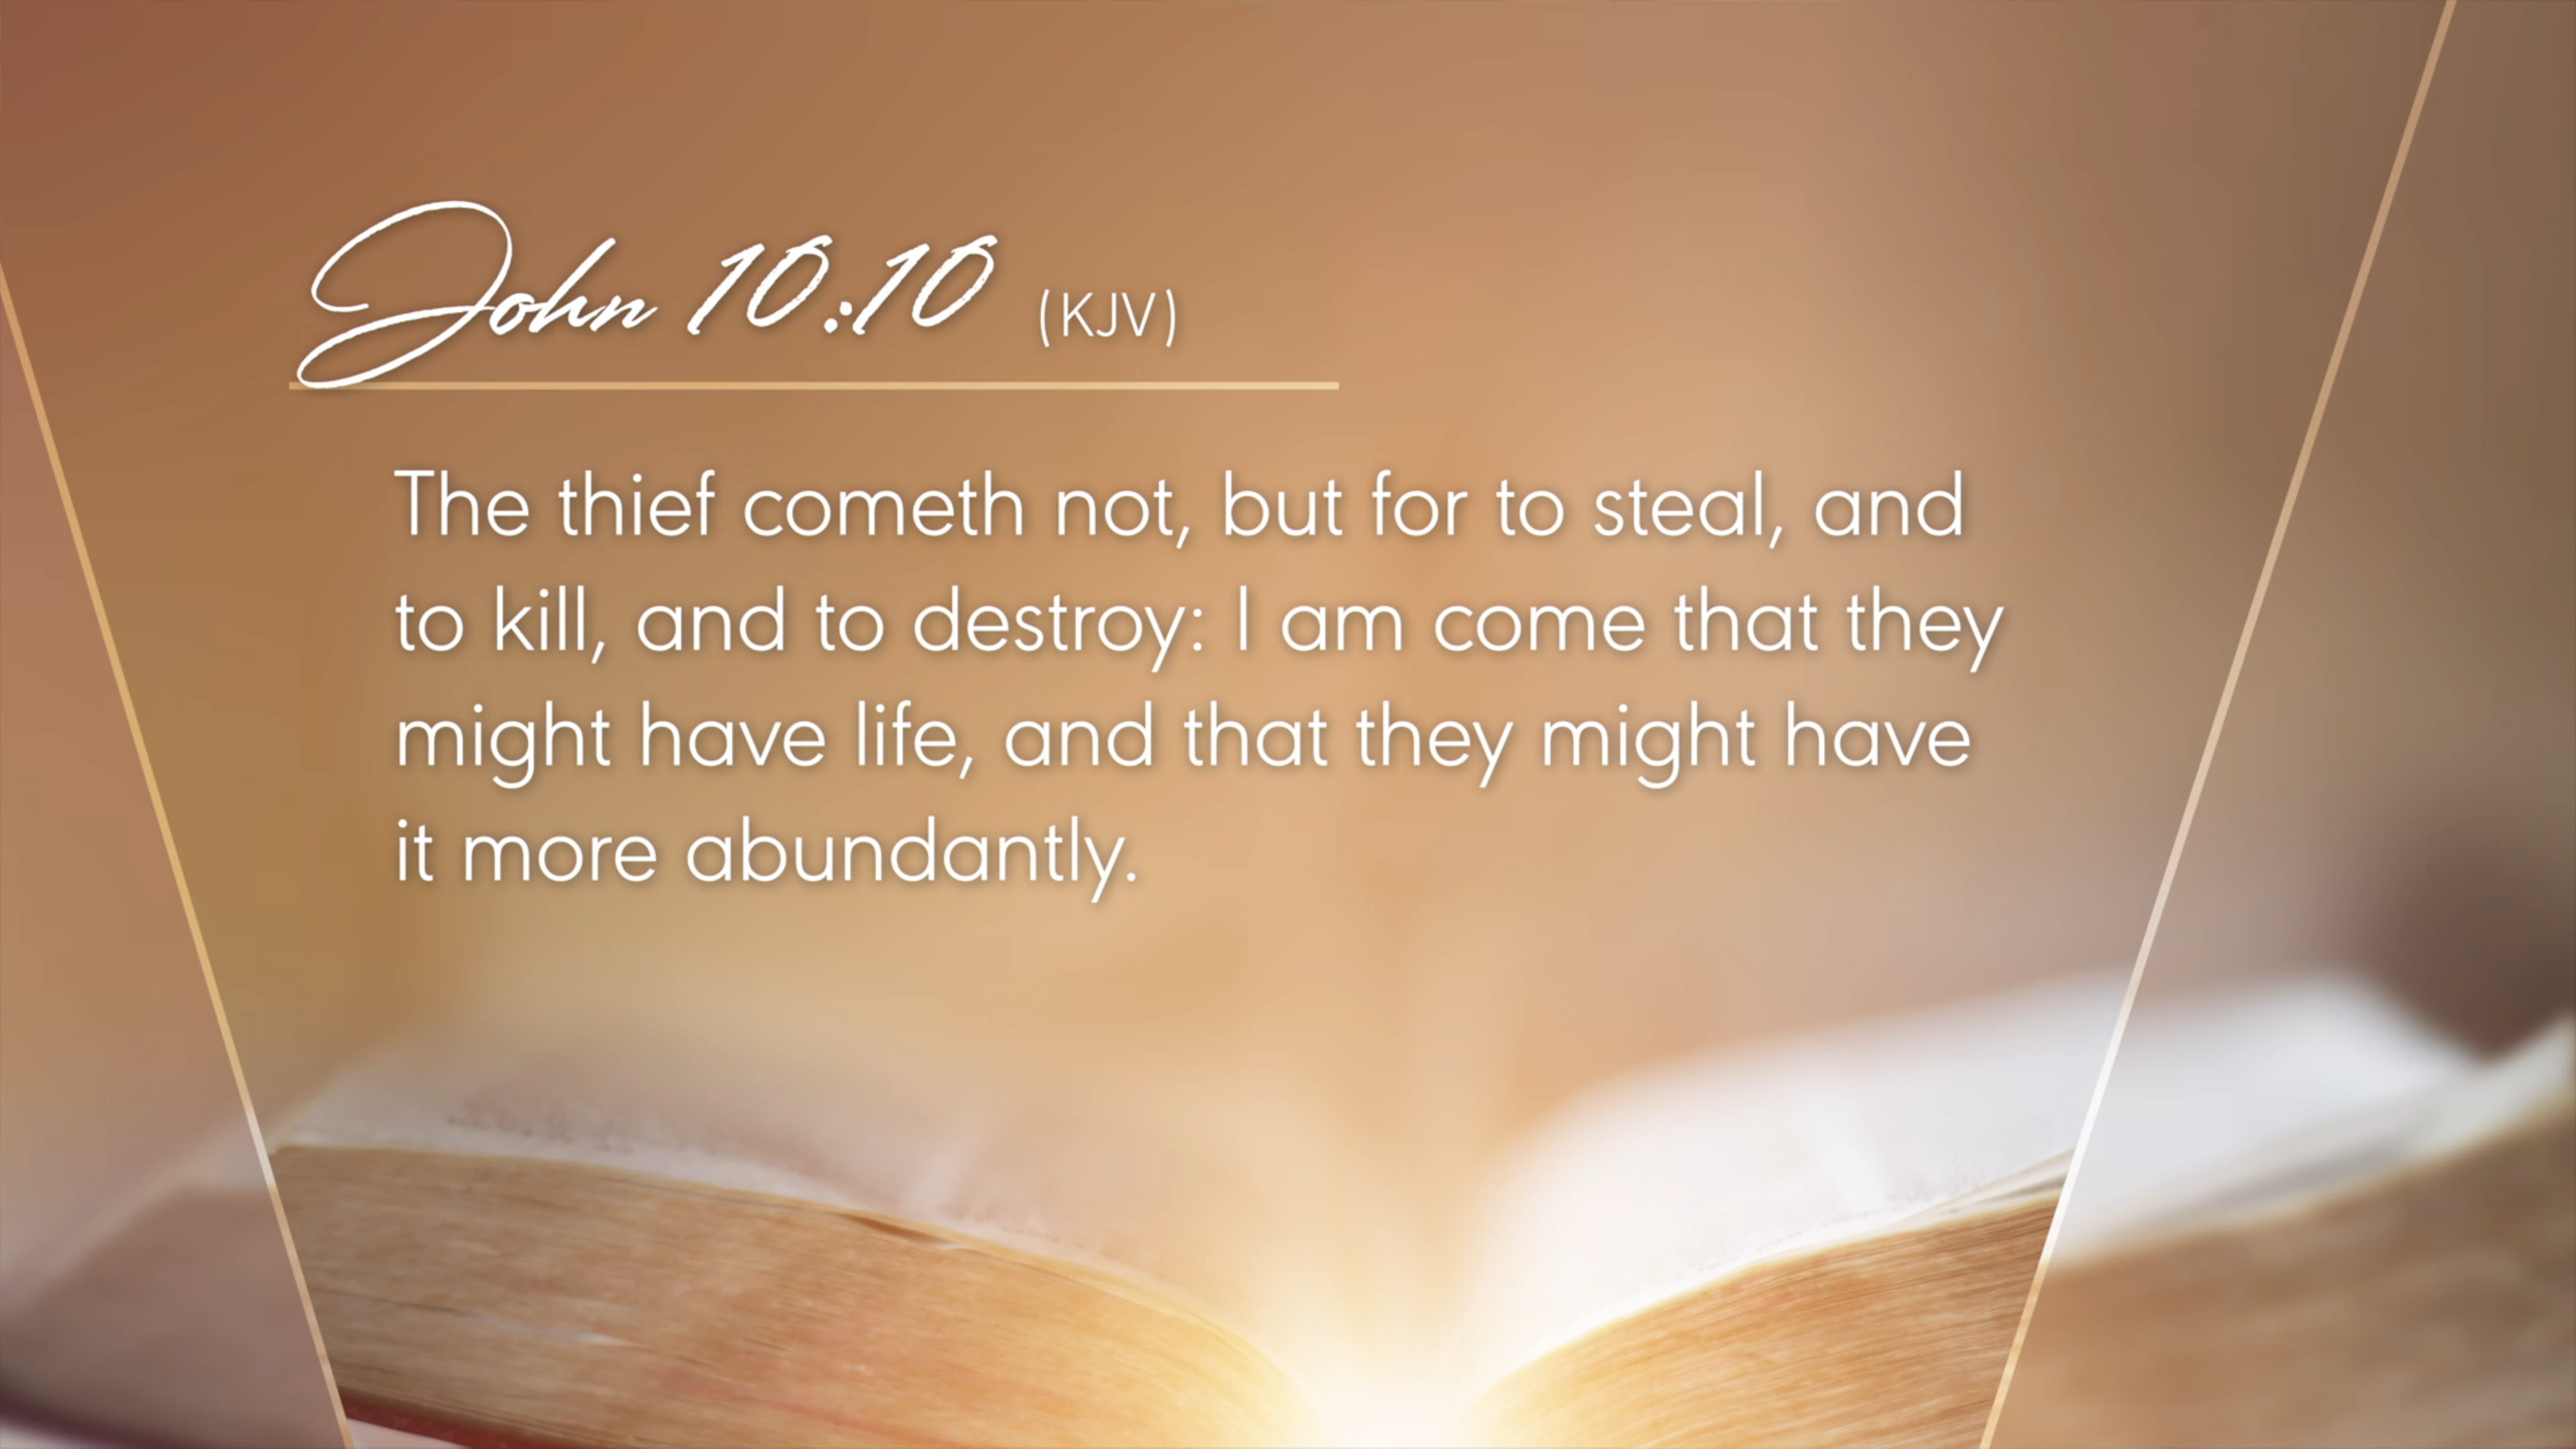 John 10:10 (KJV)
The thief cometh not, but for to steal, and
to kill, and to destroy: I am come that they
might have life, and that they might have
it more abundantly.